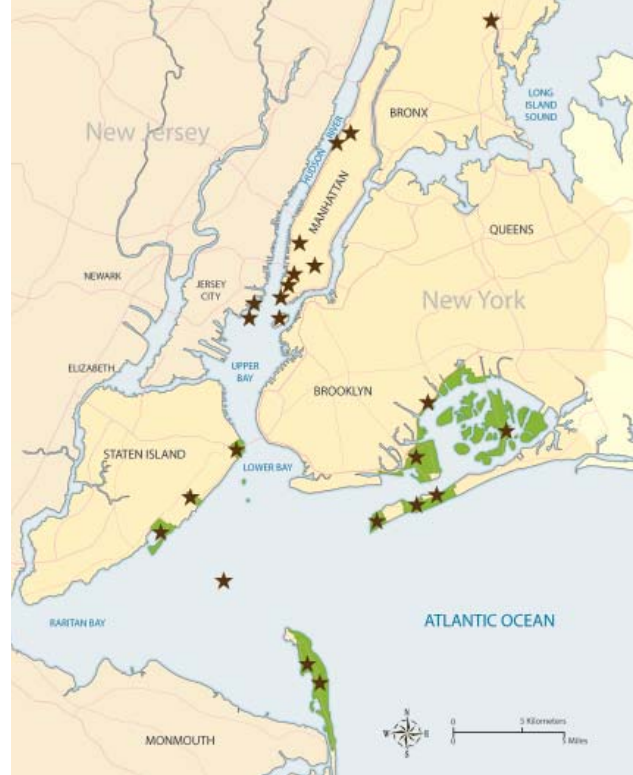 LONG
ISLAND
SOUND
BRONX
New Jersey
HUDSON RIVER
MANHATTAN
QUEENS
NEWARK
JERSEY
CITY
New York
ELIZABETH
UPPER
BAY
BROOKLYN
STATEN ISLAND
LOWER BAY
RARITAN BAY
ATLANTIC OCEAN
MONMOUTH
N
W
E
S
0
5 Kilometers
0
5 Miles